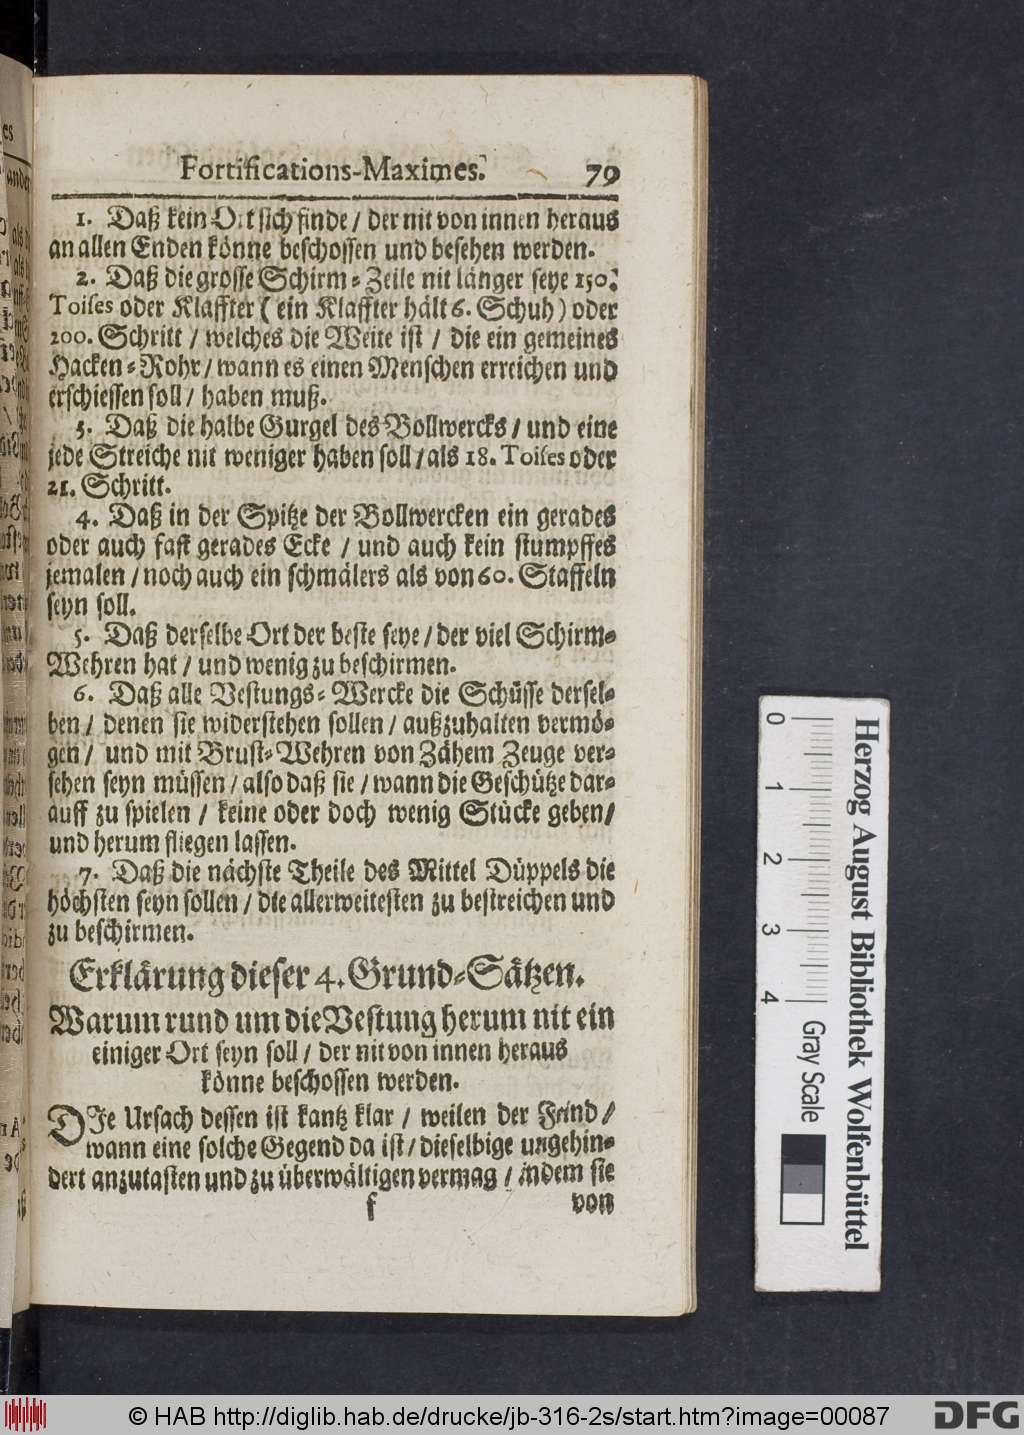 Fortifications-Maximes. 79
1. Daß kein Ort sich finde / der nit von innen heraus
an allen Enden könne beschossen und besehen werden.
2. Daß die grosse Schirm-Zeile nit länger seye 150.
Toises oder Klaffter ( ein Klaffter hält 6. Schuh ) oder
200. Schritt / welches die Weite ist / die ein gemeines
Hacken-Rohr / wann es einen Menschen erreichen und
erschiessen soll / haben muß.
3. Daß die halbe Gurgel des Bollwercks / und eine
jede Streiche nit weniger haben soll / als 18. Toises oder
21. Schritt.
4. Daß in der Spitze der Bollwercken ein gerades
oder auch fast gerades Ecke / und auch kein stumpffes
jemalen / noch auch ein schmälers als von 60. Staffeln
seyn soll.
5. Daß derselbe Ort der beste seye / der viel Schirm-
Wehren hat / und wenig zu beschirmen.
6. Daß alle Vestungs-Wercke die Schüsse dersel-
ben / denen sie widerstehen sollen / außzuhalten vermö-
gen / und mit Brust-Wehren von Zähem Zeuge ver-
sehen seyn müssen / also daß sie / wann die Geschütze dar-
auff zu spielen / keine oder doch wenig Stücke geben /
und herum fliegen lassen.
7. Daß die nächste Theile des Mittel Düppels die
höchsten seyn sollen / die allerweitesten zu bestreichen und
zu beschirmen.
Erklärung dieser 4. Grund-Sätzen.
Warum rund um die Vestung herum nit ein
einiger Ort seyn soll / der nit von innen heraus
könne beschossen werden.
DIe Ursach dessen ist kantz klar / weilen der Feind /
wann eine solche Gegend da ist / dieselbige ungehin-
dert anzutasten und zu überwältigen vermag / indem sie
f von
Herzog August Bibliothek Wolfenbüttel
0 1 2 3 4 Gray Scale
© HAB http://diglib.hab.de/drucke/jb-316-2s/start.htm?image=00087
DFG